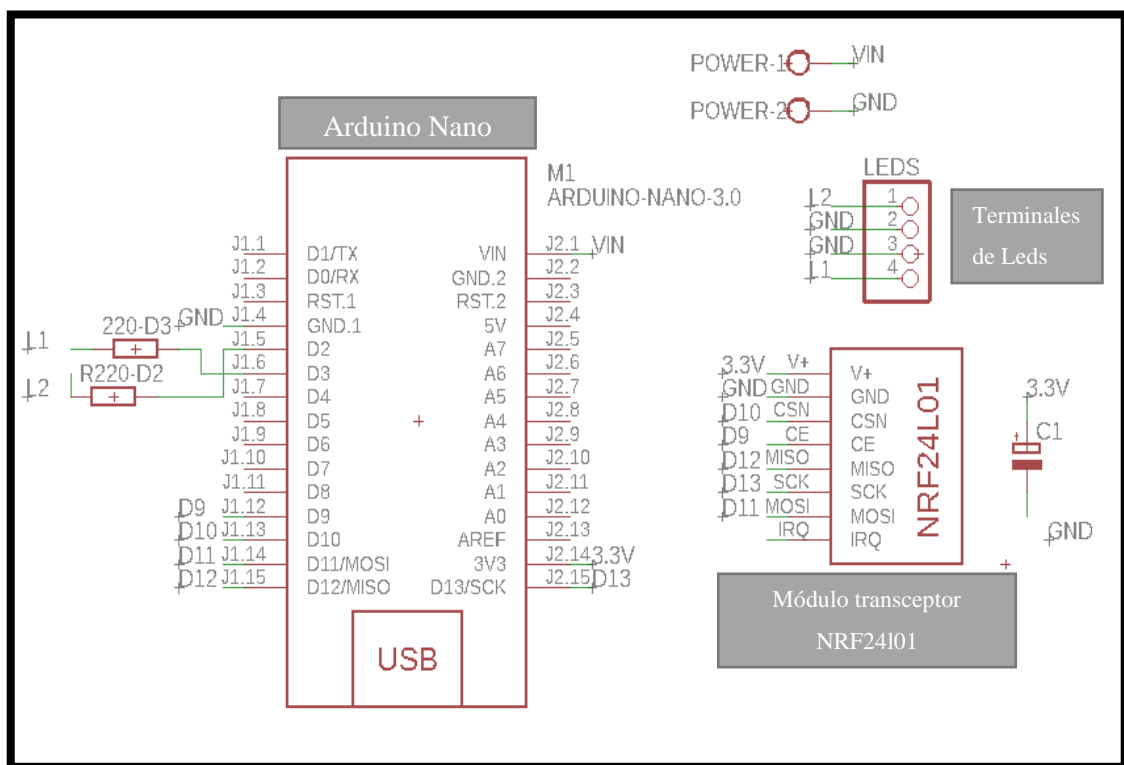 POWER-1 VIN
POWER-2 GND
Arduino Nano
M1
ARDUINO-NANO-3.0
LEDS
L2 1
GND 2
GND 3
L1 4
Terminales
de Leds
J1.1 D1/TX VIN J2.1 VIN
J1.2 D0/RX GND.2 J2.2
J1.3 RST.1 RST.2 J2.3
GND J1.4 GND.1 5V J2.4
L1 220-D3 J1.5 D2 A7 J2.5
J1.6 D3 A6 J2.6
L2 R220-D2 J1.7 D4 A5 J2.7
J1.8 D5 A4 J2.8
J1.9 D6 A3 J2.9
J1.10 D7 A2 J2.10
J1.11 D8 A1 J2.11
D9 J1.12 D9 A0 J2.12
D10 J1.13 D10 AREF J2.13
D11 J1.14 D11/MOSI 3V3 J2.14 3.3V
D12 J1.15 D12/MISO D13/SCK J2.15 D13
USB
3.3V V+ V+
GND GND GND
D10 CSN CSN
D9 CE CE
D12 MISO MISO
D13 SCK SCK
D11 MOSI MOSI
IRQ IRQ
NRF24L01
3.3V
C1
GND
Módulo transceptor
NRF24l01